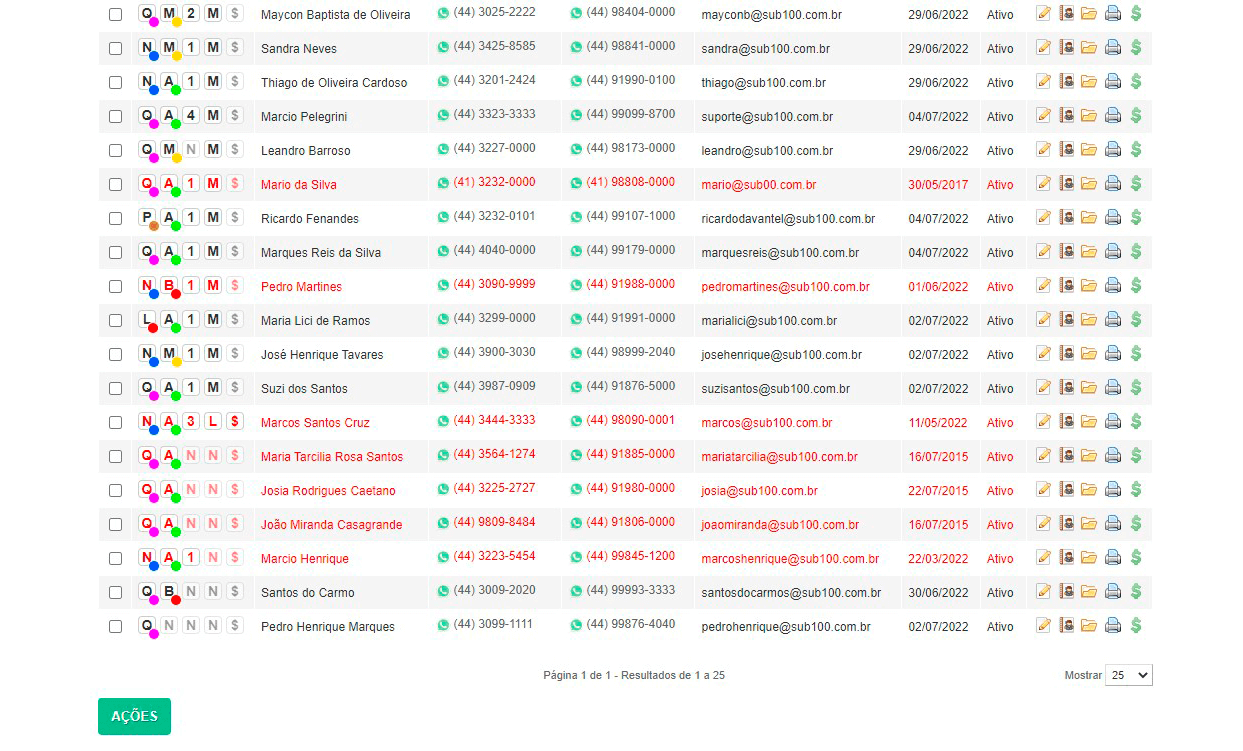 Q M 2 M $ Maycon Baptista de Oliveira (44) 3025-2222 (44) 98404-0000 mayconb@sub100.com.br 29/06/2022 Ativo $
N M 1 M $ Sandra Neves (44) 3425-8585 (44) 98841-0000 sandra@sub100.com.br 29/06/2022 Ativo $
N A 1 M $ Thiago de Oliveira Cardoso (44) 3201-2424 (44) 91990-0100 thiago@sub100.com.br 29/06/2022 Ativo $
Q A 4 M $ Marcio Pelegrini (44) 3323-3333 (44) 99099-8700 suporte@sub100.com.br 04/07/2022 Ativo $
Q M N M $ Leandro Barroso (44) 3227-0000 (44) 98173-0000 leandro@sub100.com.br 29/06/2022 Ativo $
Q A 1 M $ Mario da Silva (41) 3232-0000 (41) 98808-0000 mario@sub00.com.br 30/05/2017 Ativo $
P A 1 M $ Ricardo Fenandes (44) 3232-0101 (44) 99107-1000 ricardodavantel@sub100.com.br 04/07/2022 Ativo $
Q A 1 M $ Marques Reis da Silva (44) 4040-0000 (44) 99179-0000 marquesreis@sub100.com.br 04/07/2022 Ativo $
N B 1 M $ Pedro Martines (44) 3090-9999 (44) 91988-0000 pedromartines@sub100.com.br 01/06/2022 Ativo $
L A 1 M $ Maria Lici de Ramos (44) 3299-0000 (44) 91991-0000 marialici@sub100.com.br 02/07/2022 Ativo $
N M 1 M $ José Henrique Tavares (44) 3900-3030 (44) 98999-2040 josehenrique@sub100.com.br 02/07/2022 Ativo $
Q A 1 M $ Suzi dos Santos (44) 3987-0909 (44) 91876-5000 suzisantos@sub100.com.br 02/07/2022 Ativo $
N A 3 L $ Marcos Santos Cruz (44) 3444-3333 (44) 98090-0001 marcos@sub100.com.br 11/05/2022 Ativo $
Q A N N $ Maria Tarcilia Rosa Santos (44) 3564-1274 (44) 91885-0000 mariatarcilia@sub100.com.br 16/07/2015 Ativo $
Q A N N $ Josia Rodrigues Caetano (44) 3225-2727 (44) 91980-0000 josia@sub100.com.br 22/07/2015 Ativo $
Q A N N $ João Miranda Casagrande (44) 9809-8484 (44) 91806-0000 joaomiranda@sub100.com.br 16/07/2015 Ativo $
N A 1 N $ Marcio Henrique (44) 3223-5454 (44) 99845-1200 marcoshenrique@sub100.com.br 22/03/2022 Ativo $
Q B N N $ Santos do Carmo (44) 3009-2020 (44) 99993-3333 santosdocarmos@sub100.com.br 30/06/2022 Ativo $
Q N N N $ Pedro Henrique Marques (44) 3099-1111 (44) 99876-4040 pedrohenrique@sub100.com.br 02/07/2022 Ativo $
Página 1 de 1 - Resultados de 1 a 25 Mostrar 25
AÇÕES